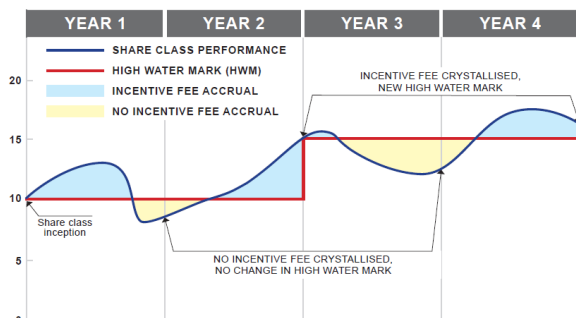 YEAR 1 YEAR 2 YEAR 3 YEAR 4
SHARE CLASS PERFORMANCE
HIGH WATER MARK (HWM)
INCENTIVE FEE ACCRUAL
NO INCENTIVE FEE ACCRUAL
INCENTIVE FEE CRYSTALLISED,
NEW HIGH WATER MARK
20
15
10
5
Share class
inception
NO INCENTIVE FEE CRYSTALLISED,
NO CHANGE IN HIGH WATER MARK